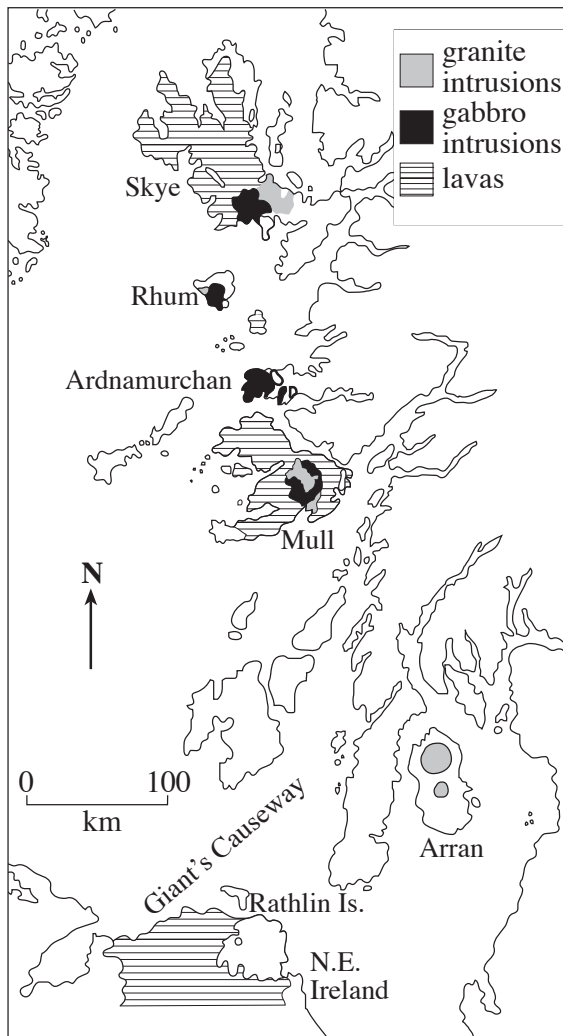 granite
intrusions
gabbro
intrusions
lavas
Skye
Rhum
Ardnamurchan
Mull
N
0 100
km
Arran
Giant's Causeway
Rathlin Is.
N.E.
Ireland